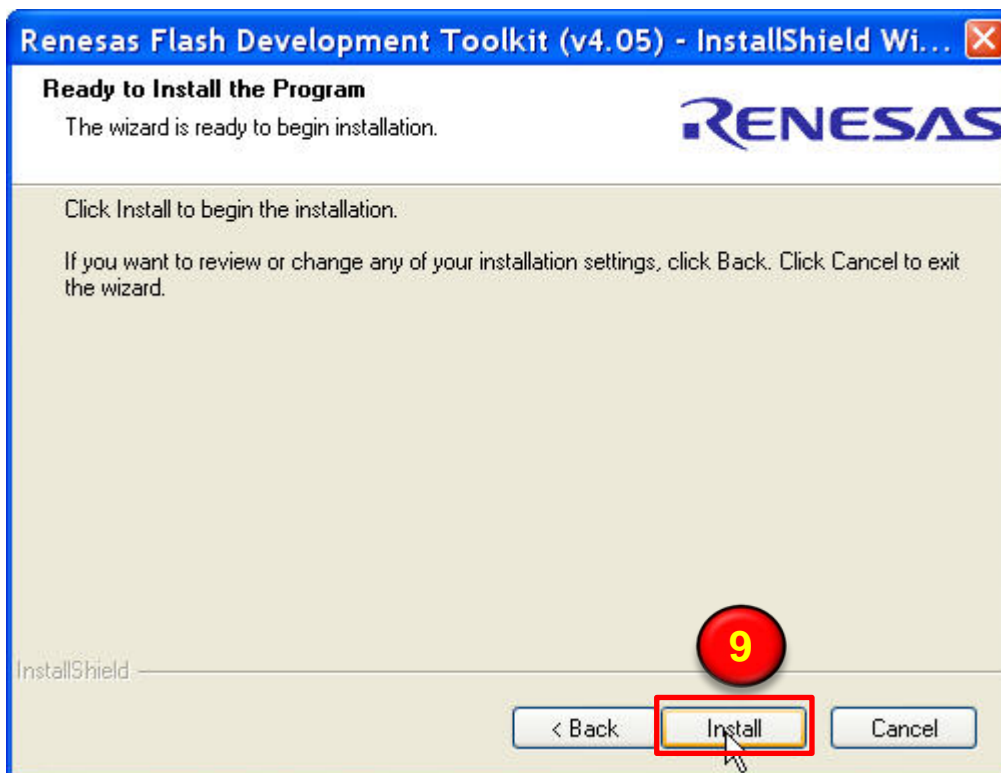 Renesas Flash Development Toolkit (v4.05) - InstallShield Wi...
Ready to Install the Program
The wizard is ready to begin installation.
RENESAS
Click Install to begin the installation.
If you want to review or change any of your installation settings, click Back. Click Cancel to exit
the wizard.
9
InstallShield
< Back Install Cancel